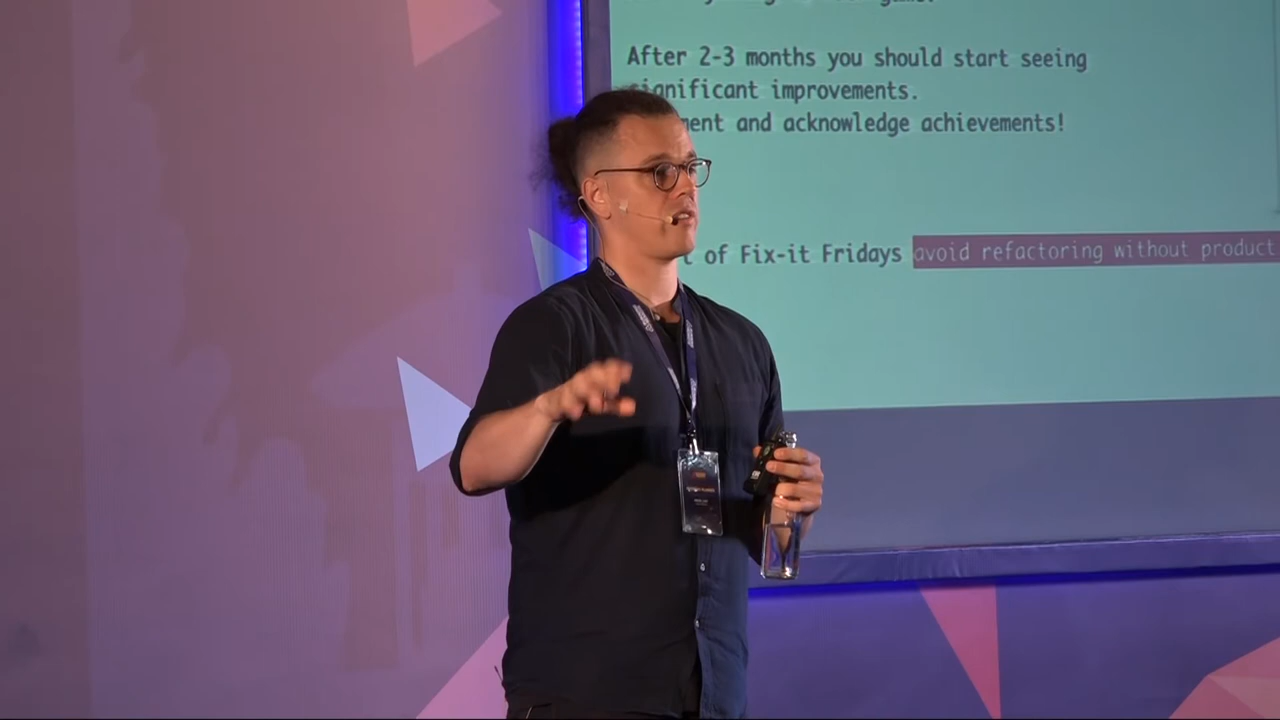 After 2-3 months you should start seeing
significant improvements.
and acknowledge achievements!
of Fix-it Fridays avoid refactoring without product